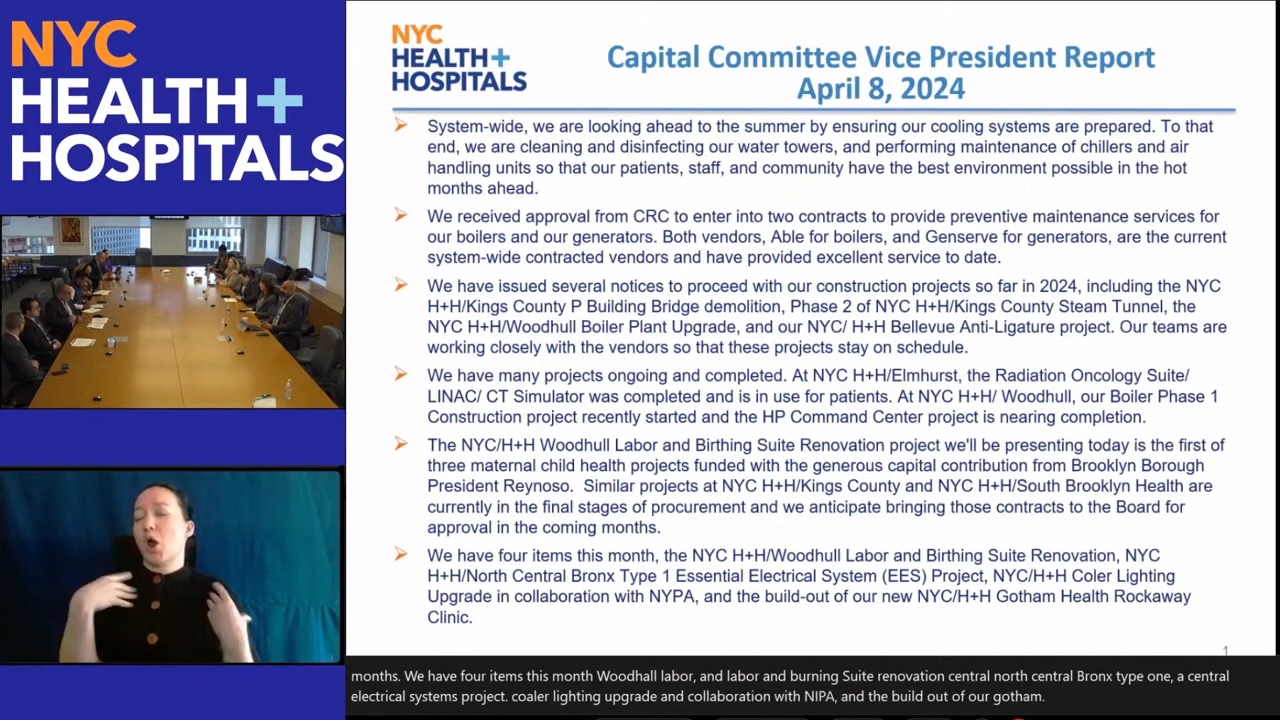 NYC
HEALTH+
HOSPITALS
NYC
HEALTH+
HOSPITALS
Capital Committee Vice President Report
April 8, 2024
System-wide, we are looking ahead to the summer by ensuring our cooling systems are prepared. To that
end, we are cleaning and disinfecting our water towers, and performing maintenance of chillers and air
handling units so that our patients, staff, and community have the best environment possible in the hot
months ahead.
We received approval from CRC to enter into two contracts to provide preventive maintenance services for
our boilers and our generators. Both vendors, Able for boilers, and Genserve for generators, are the current
system-wide contracted vendors and have provided excellent service to date.
We have issued several notices to proceed with our construction projects so far in 2024, including the NYC
H+H/Kings County P Building Bridge demolition, Phase 2 of NYC H+H/Kings County Steam Tunnel, the
NYC H+H/Woodhull Boiler Plant Upgrade, and our NYC/ H+H Bellevue Anti-Ligature project. Our teams are
working closely with the vendors so that these projects stay on schedule.
We have many projects ongoing and completed. At NYC H+H/Elmhurst, the Radiation Oncology Suite/
LINAC/ CT Simulator was completed and is in use for patients. At NYC H+H/ Woodhull, our Boiler Phase 1
Construction project recently started and the HP Command Center project is nearing completion.
The NYC/H+H Woodhull Labor and Birthing Suite Renovation project we'll be presenting today is the first of
three maternal child health projects funded with the generous capital contribution from Brooklyn Borough
President Reynoso. Similar projects at NYC H+H/Kings County and NYC H+H/South Brooklyn Health are
currently in the final stages of procurement and we anticipate bringing those contracts to the Board for
approval in the coming months.
We have four items this month, the NYC H+H/Woodhull Labor and Birthing Suite Renovation, NYC
H+H/North Central Bronx Type 1 Essential Electrical System (EES) Project, NYC/H+H Coler Lighting
Upgrade in collaboration with NYPA, and the build-out of our new NYC/H+H Gotham Health Rockaway
Clinic.
1
months. We have four items this month Woodhall labor, and labor and burning Suite renovation central north central Bronx type one, a central
electrical systems project. coaler lighting upgrade and collaboration with NIPA, and the build out of our gotham.